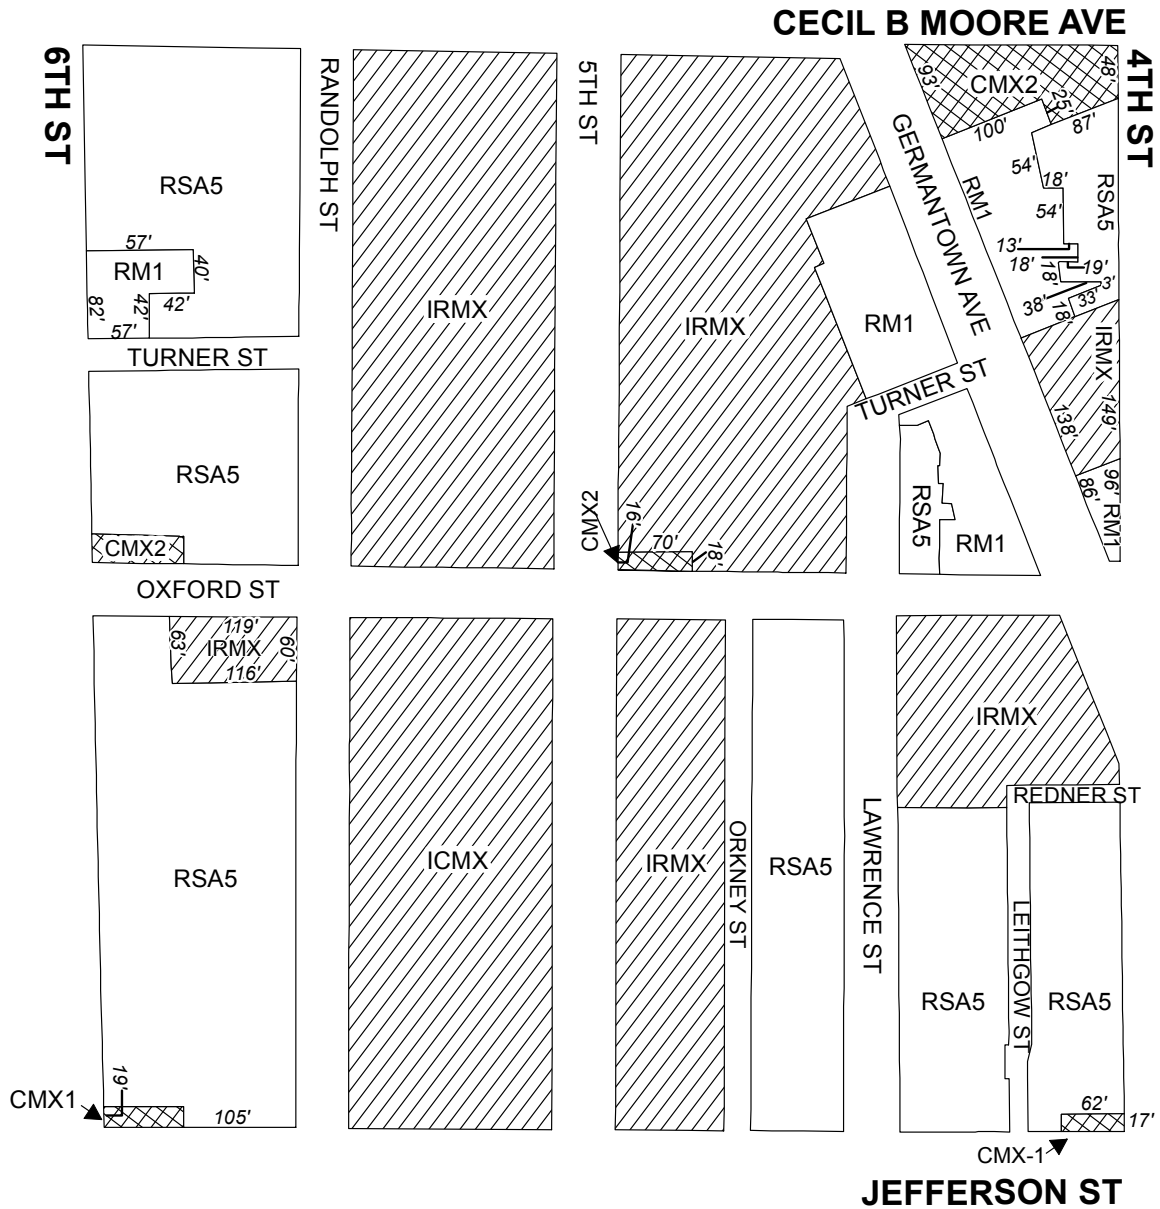 CECIL B MOORE AVE
6TH ST
RANDOLPH ST
5TH ST
GERMANTOWN AVE
4TH ST
93'
CMX2
48'
25'
100'
87'
RSA5
54'
18'
RM1
54'
RSA5
57'
RM1
40'
82'
42'
42'
57'
13'
18'
18'
19'
3'
38'
18'
33'
IRMX
IRMX
RM1
IRMX
TURNER ST
TURNER ST
138'
149'
RSA5
RSA5
RM1
86'
96'
RM1
CMX2
CMX2
16'
70'
18'
OXFORD ST
119'
63'
IRMX
60'
116'
IRMX
REDNER ST
RSA5
ICMX
IRMX
ORKNEY ST
RSA5
LAWRENCE ST
LEITHGOW ST
RSA5
RSA5
CMX1
19'
105'
62'
17'
CMX-1
JEFFERSON ST